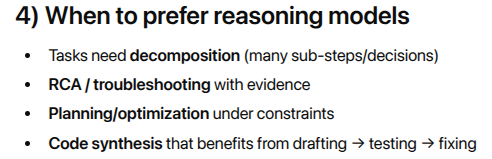 4) When to prefer reasoning models
• Tasks need decomposition (many sub-steps/decisions)
• RCA / troubleshooting with evidence
• Planning/optimization under constraints
• Code synthesis that benefits from drafting → testing → fixing